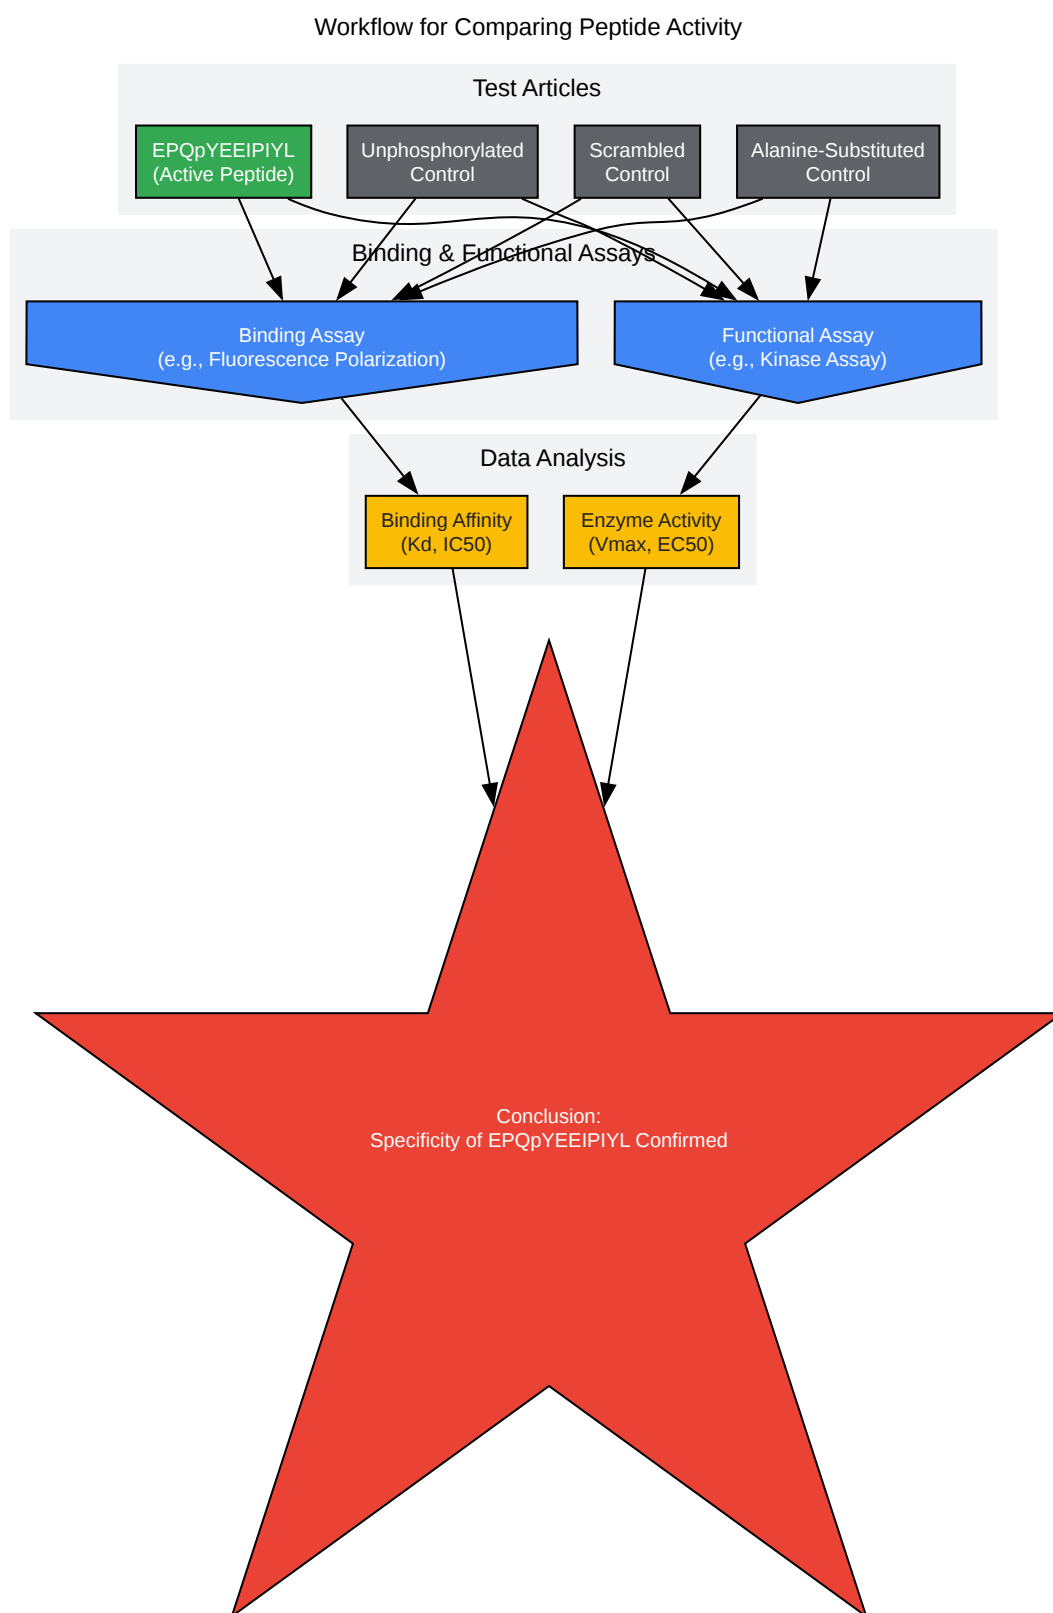 Workflow for Comparing Peptide Activity
Test Articles
EPQpYEEIPIYL
(Active Peptide)
Unphosphorylated
Control
Scrambled
Control
Alanine-Substituted
Control
Binding & Functional Assays
Binding Assay
(e.g., Fluorescence Polarization)
Functional Assay
(e.g., Kinase Assay)
Data Analysis
Binding Affinity
(Kd, IC50)
Enzyme Activity
(Vmax, EC50)
Conclusion:
Specificity of EPQpYEEIPIYL Confirmed